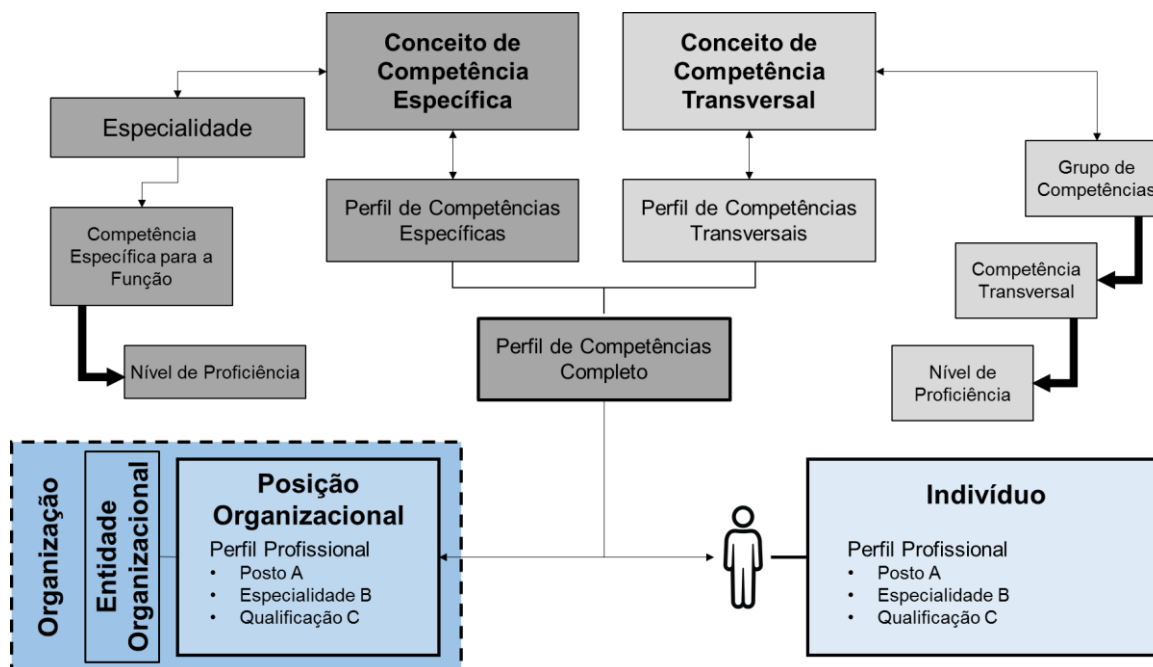 Conceito de
Competência
Específica
Conceito de
Competência
Transversal
Especialidade
Grupo de
Competências
Perfil de Competências
Específicas
Perfil de Competências
Transversais
Competência
Específica para a
Função
Competência
Transversal
Nível de Proficiência
Perfil de Competências
Completo
Nível de
Proficiência
Organização
Entidade
Organizacional
Posição
Organizacional
Perfil Profissional
• Posto A
• Especialidade B
• Qualificação C
Indivíduo
Perfil Profissional
• Posto A
• Especialidade B
• Qualificação C